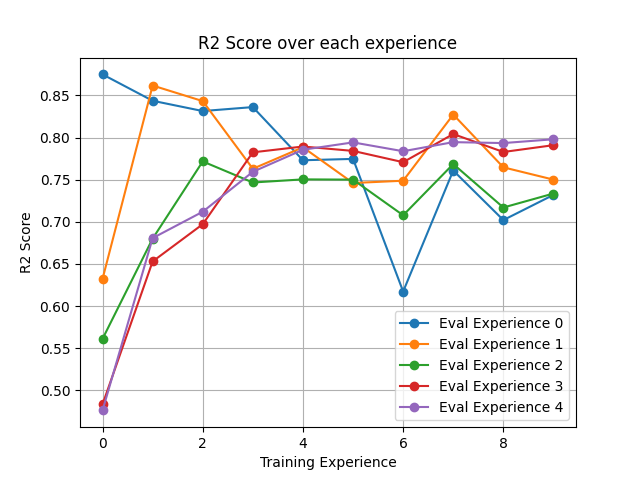 R2 Score over each experience
R2 Score
0.85
0.80
0.75
0.70
0.65
0.60
0.55
0.50
Eval Experience 0
Eval Experience 1
Eval Experience 2
Eval Experience 3
Eval Experience 4
0 2 4 6 8
Training Experience